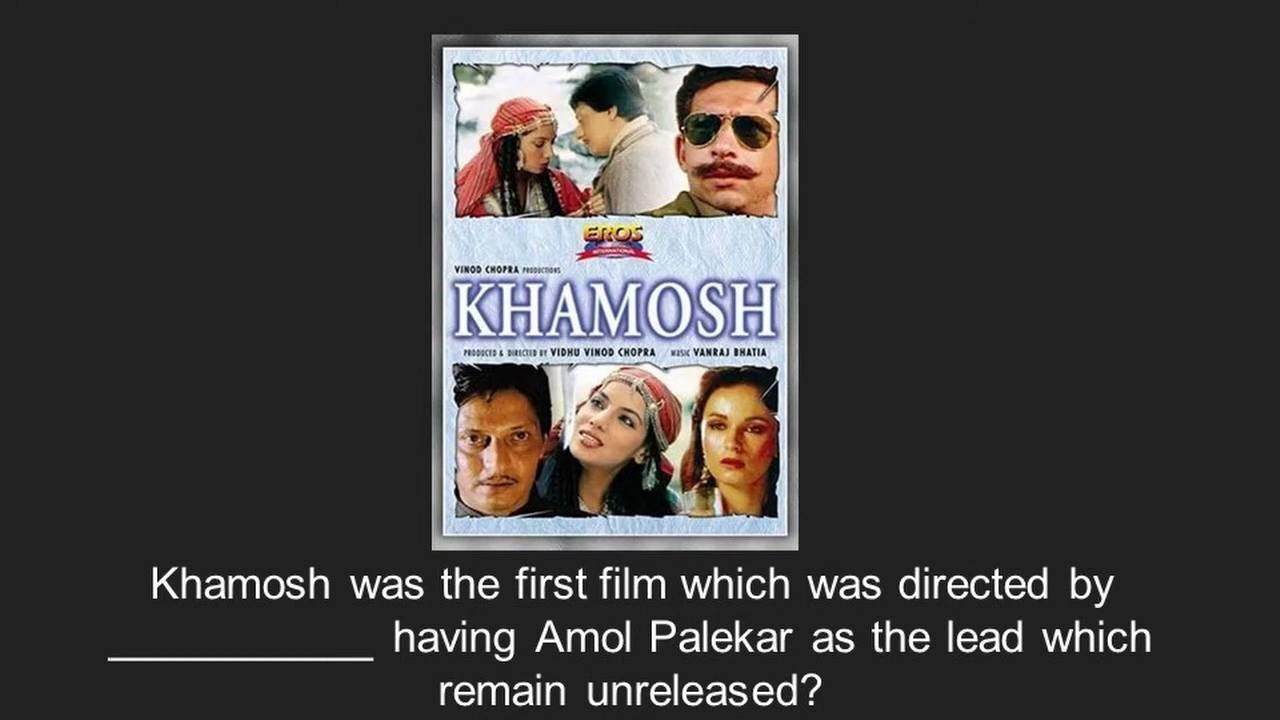 EROS
INTERNATIONAL
VINOD CHOPRA PRODUCTIONS
KHAMOSH
PRODUCED & DIRECTED BY VIDHU VINOD CHOPRA MUSIC VANRAJ BHATIA
Khamosh was the first film which was directed by
___________ having Amol Palekar as the lead which
remain unreleased?